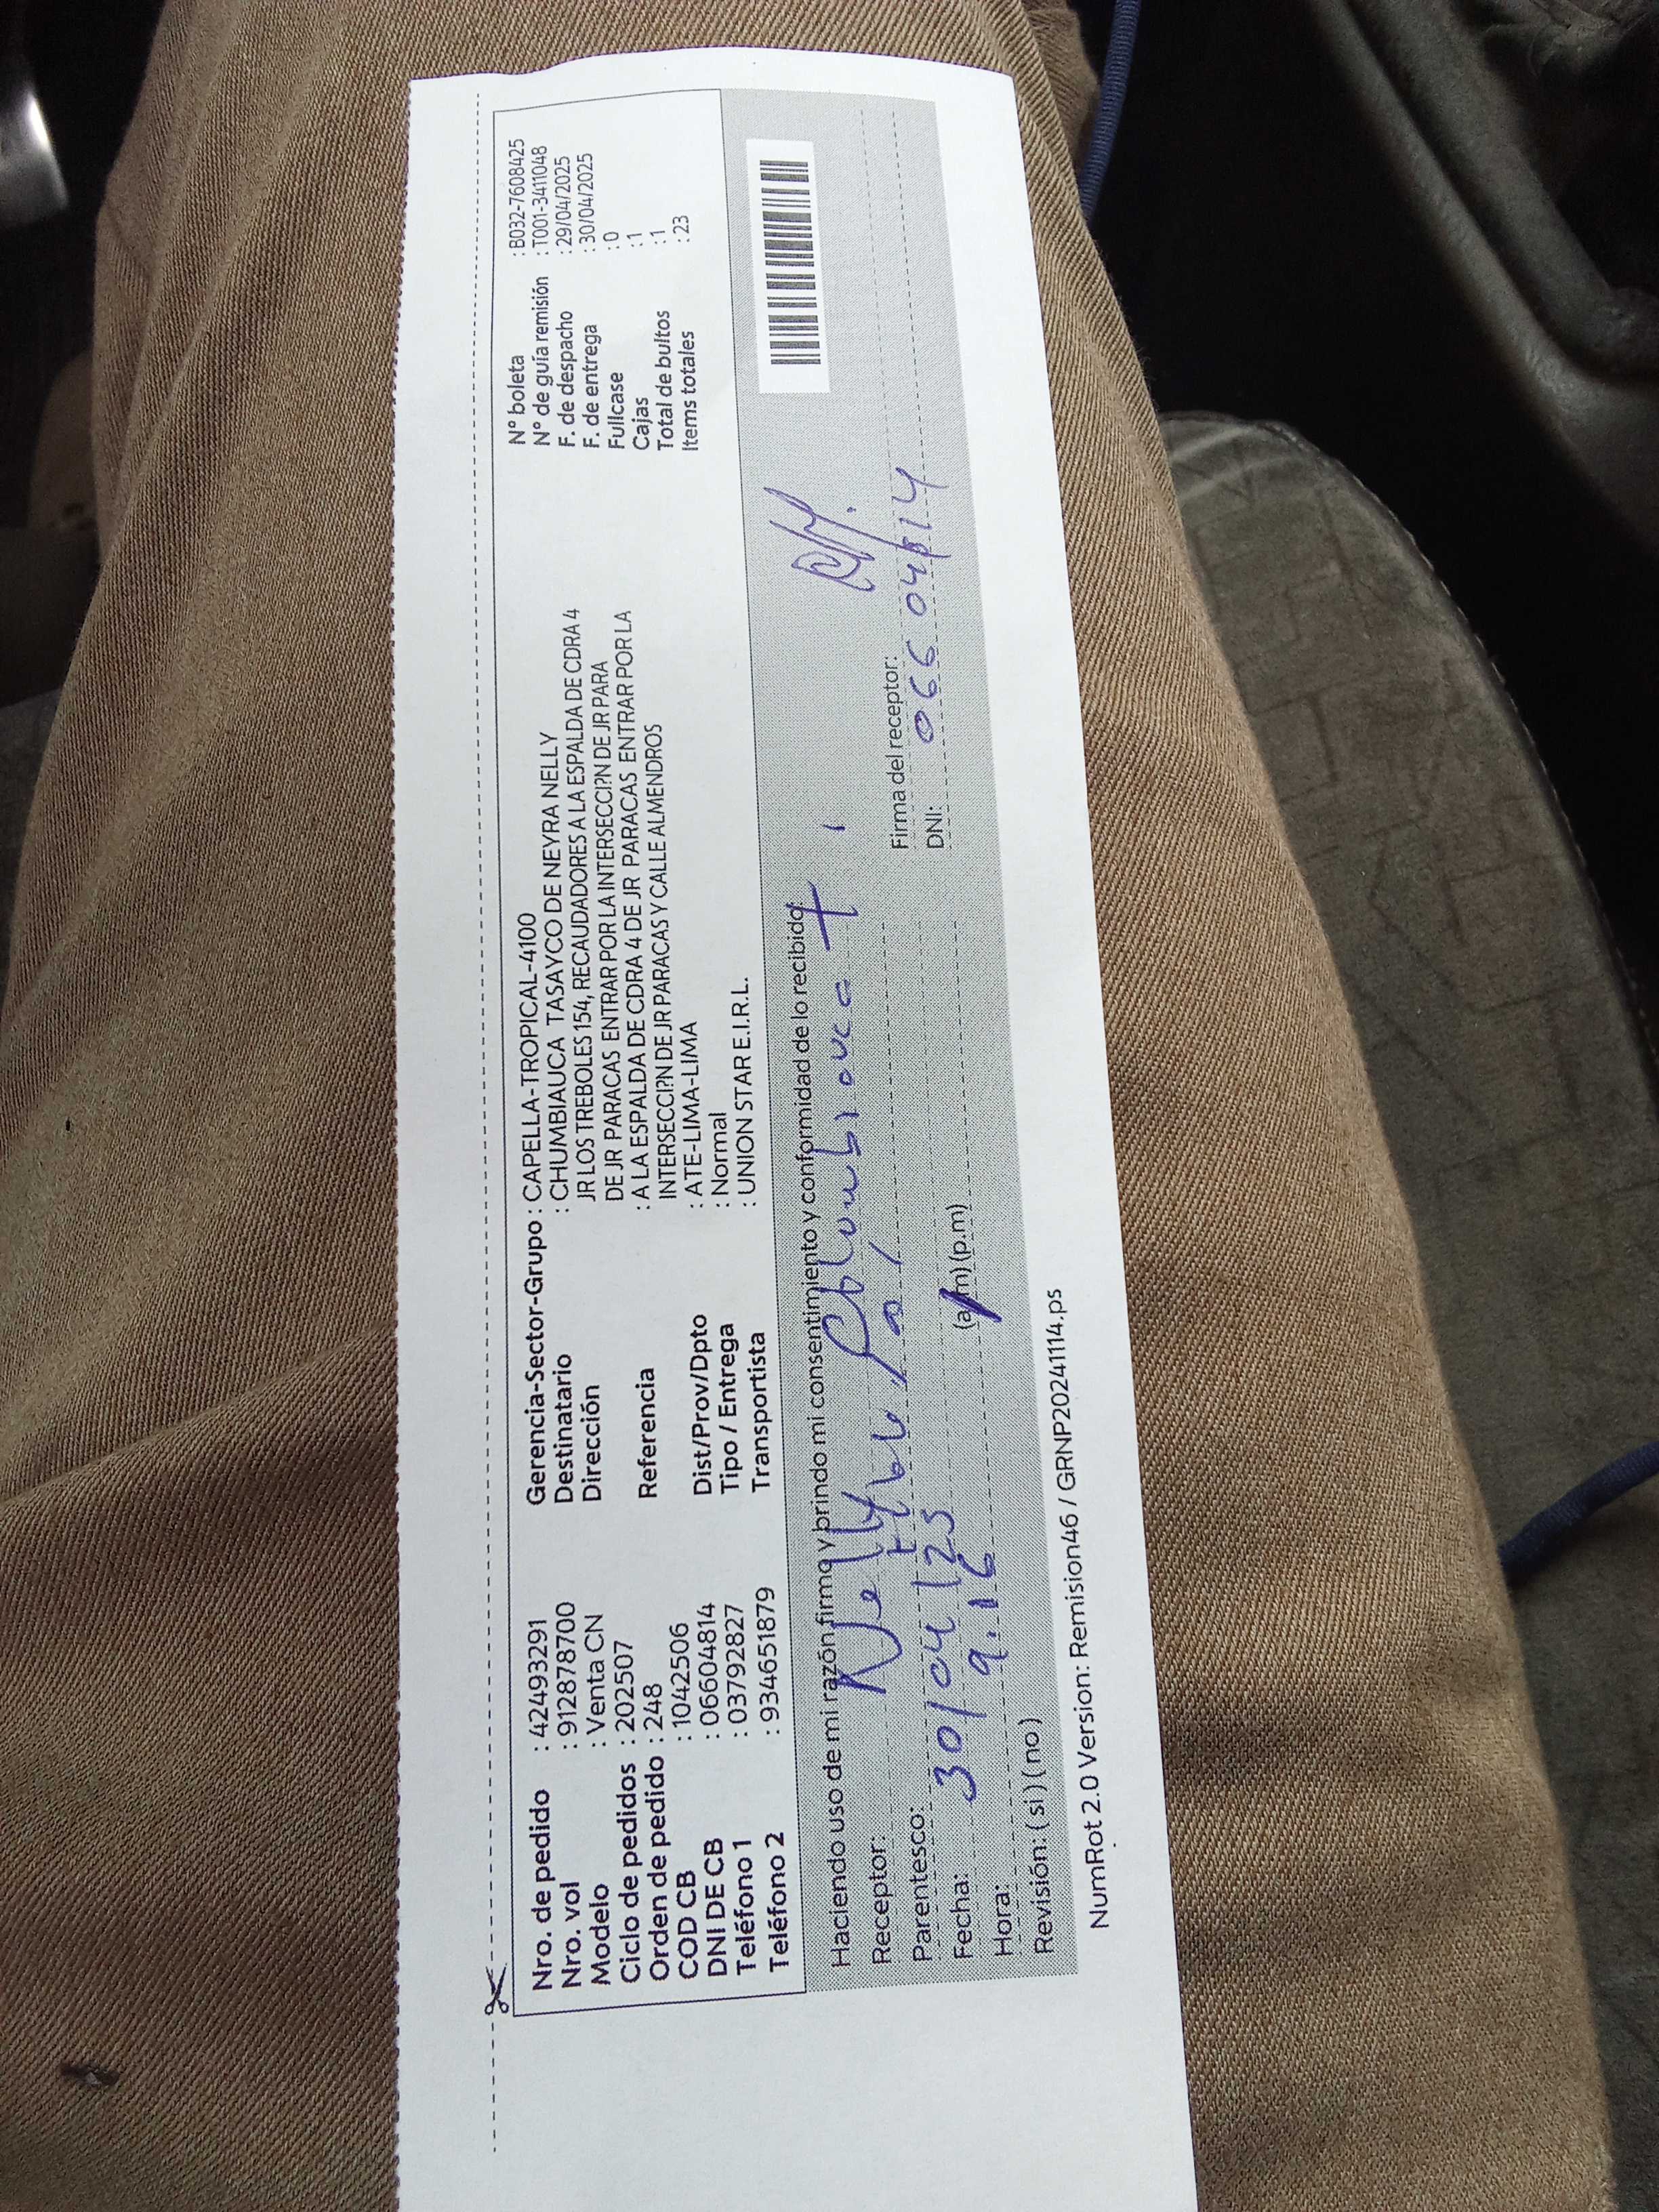 Nro. de pedido : 42493291
Nro. vol : 912878700
Modelo : Venta CN
Ciclo de pedidos : 202507
Orden de pedido : 248
COD CB : 1042506
DNI DE CB : 06604814
Teléfono 1 : 03792827
Teléfono 2 : 934651879
Gerencia-Sector-Grupo : CAPELLA-TROPICAL-4100
Destinatario : CHUMBIAUCA TASAYCO DE NEYRA NELLY
Dirección JR LOS TREBOLES 154, RECAUDADORES A LA ESPALDA DE CDRA 4
DE JR PARACAS ENTRAR POR LA INTERSECCI?N DE JR PARA
Referencia : A LA ESPALDA DE CDRA 4 DE JR PARACAS ENTRAR POR LA
INTERSECCI?N DE JR PARACAS Y CALLE ALMENDROS
Dist/Prov/Dpto : ATE-LIMA-LIMA
Tipo / Entrega : Normal
Transportista : UNION STAR E.I.R.L.
N° boleta : B032-7608425
N° de guía remisión : T001-3411048
F. de despacho : 29/04/2025
F. de entrega : 30/04/2025
Fullcase : 0
Cajas : 1
Total de bultos : 1
Items totales : 23
Haciendo uso de mi razón firmo y brindo mi consentimiento y conformidad de lo recibido:
Receptor: Nelly
Parentesco:
Fecha: 30/04/25
Hora: 9.16 (a.m) (p.m)
Revisión: ( si ) ( no )
Firma del receptor:
DNI: 06604814
NumRot 2.0 Version: Remision46 / GRNP20241114.ps